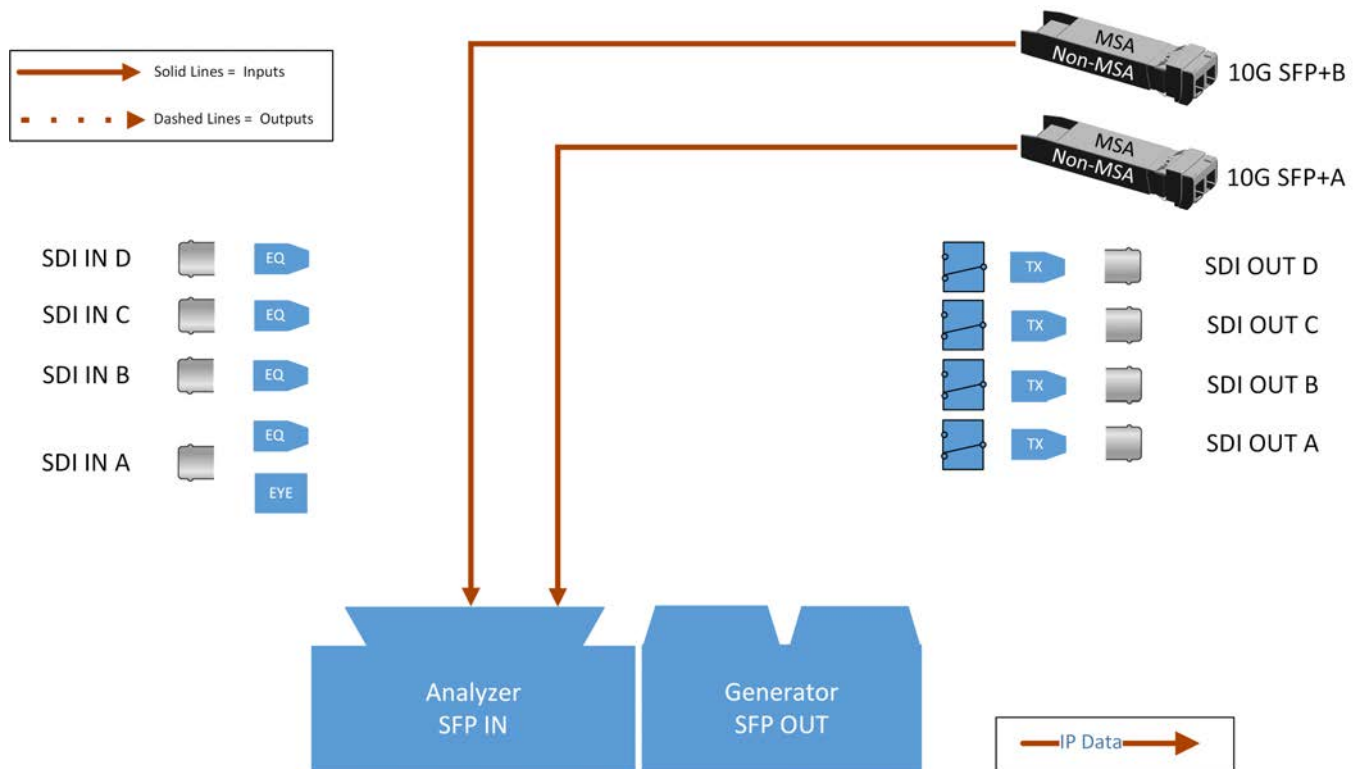 Solid Lines = Inputs
Dashed Lines = Outputs
MSA
Non-MSA
10G SFP+B
MSA
Non-MSA
10G SFP+A
SDI IN D
EQ
TX
SDI OUT D
SDI IN C
EQ
TX
SDI OUT C
SDI IN B
EQ
TX
SDI OUT B
SDI IN A
EQ
EYE
TX
SDI OUT A
Analyzer
SFP IN
Generator
SFP OUT
IP Data